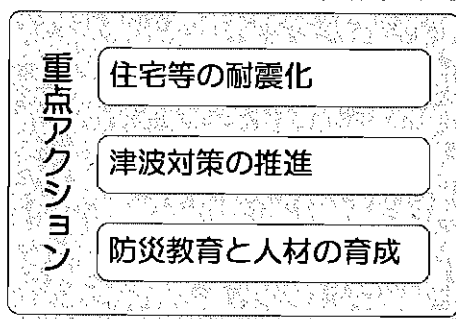 重点アクション
住宅等の耐震化
津波対策の推進
防災教育と人材の育成